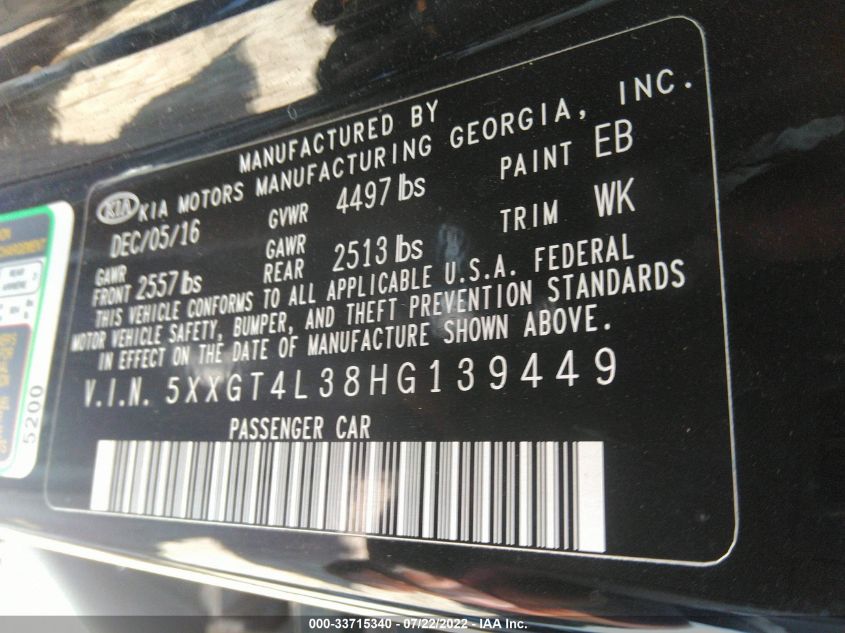 MANUFACTURED BY
KIA KIA MOTORS MANUFACTURING GEORGIA, INC.
DEC/05/16 GVWR 4497 lbs PAINT EB
GAWR FRONT 2557 lbs GAWR REAR 2513 lbs TRIM WK
THIS VEHICLE CONFORMS TO ALL APPLICABLE U.S.A. FEDERAL
MOTOR VEHICLE SAFETY, BUMPER, AND THEFT PREVENTION STANDARDS
IN EFFECT ON THE DATE OF MANUFACTURE SHOWN ABOVE.
V.I.N. 5XXGT4L38HG139449
PASSENGER CAR
5200
000-33715340 - 07/22/2022 - IAA Inc.